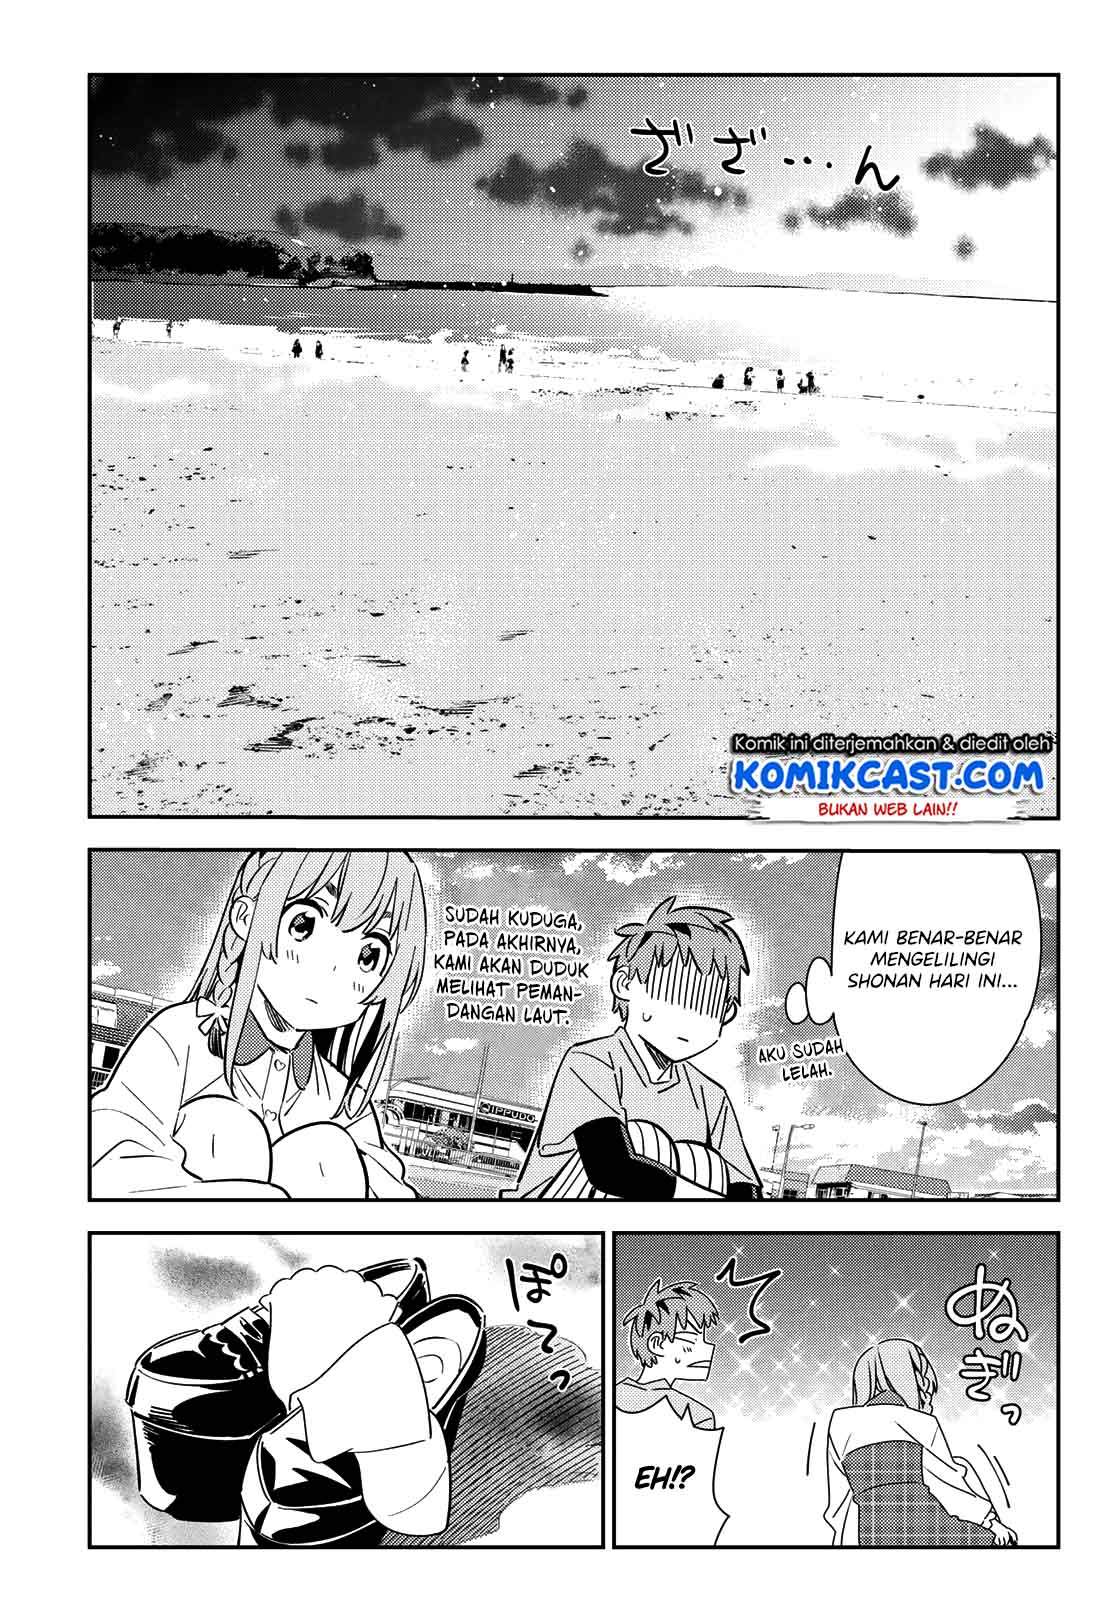 ざざ…ん
Komik ini diterjemahkan & diedit oleh
KOMIKCAST.COM
BUKAN WEB LAIN!!
KAMI BENAR-BENAR
MENGELILINGI
SHONAN HARI INI...
AKU SUDAH
LELAH.
SUDAH KUDUGA,
PADA AKHIRNYA,
KAMI AKAN DUDUK
MELIHAT PEMAN-
DANGAN LAUT.
IPPUDO
ぬぎっ
EH!?
ぽてっ